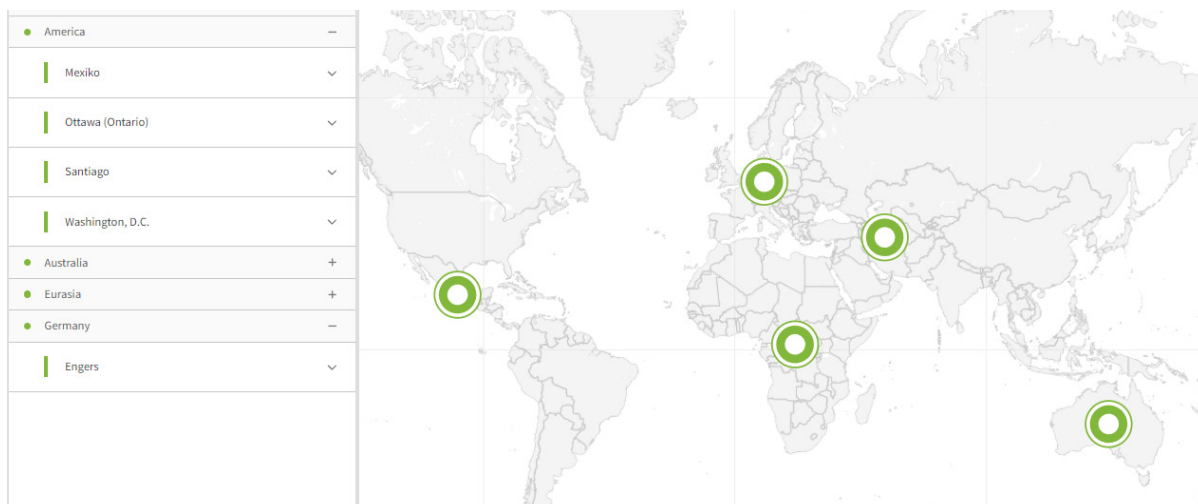 America
Mexiko
Ottawa (Ontario)
Santiago
Washington, D.C.
Australia
Eurasia
Germany
Engers